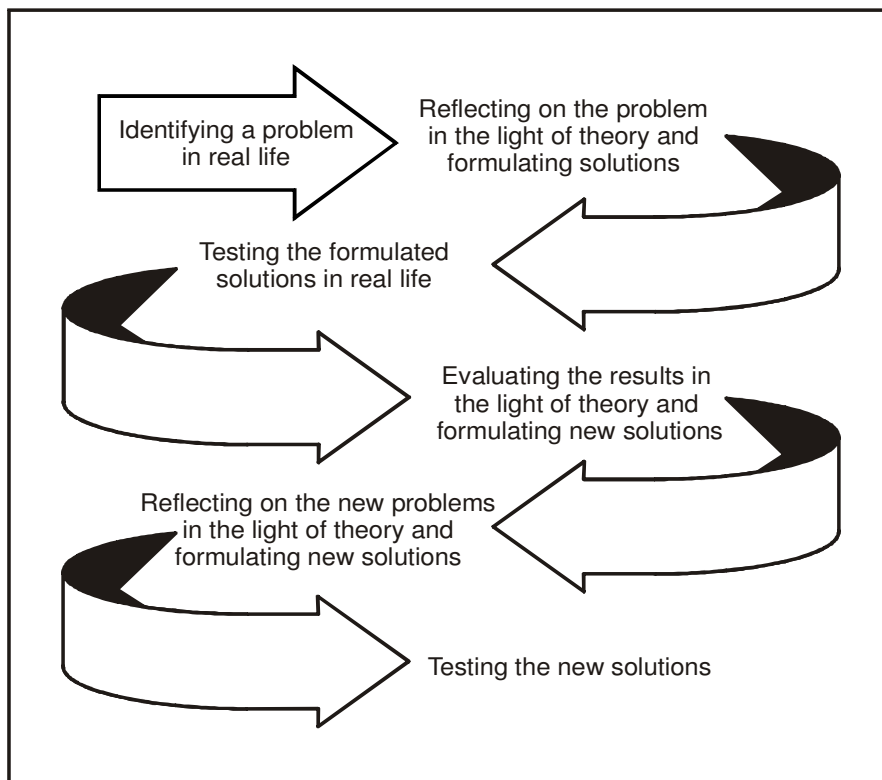 Identifying a problem
in real life
Reflecting on the problem
in the light of theory and
formulating solutions
Testing the formulated
solutions in real life
Evaluating the results in
the light of theory and
formulating new solutions
Reflecting on the new problems
in the light of theory and
formulating new solutions
Testing the new solutions